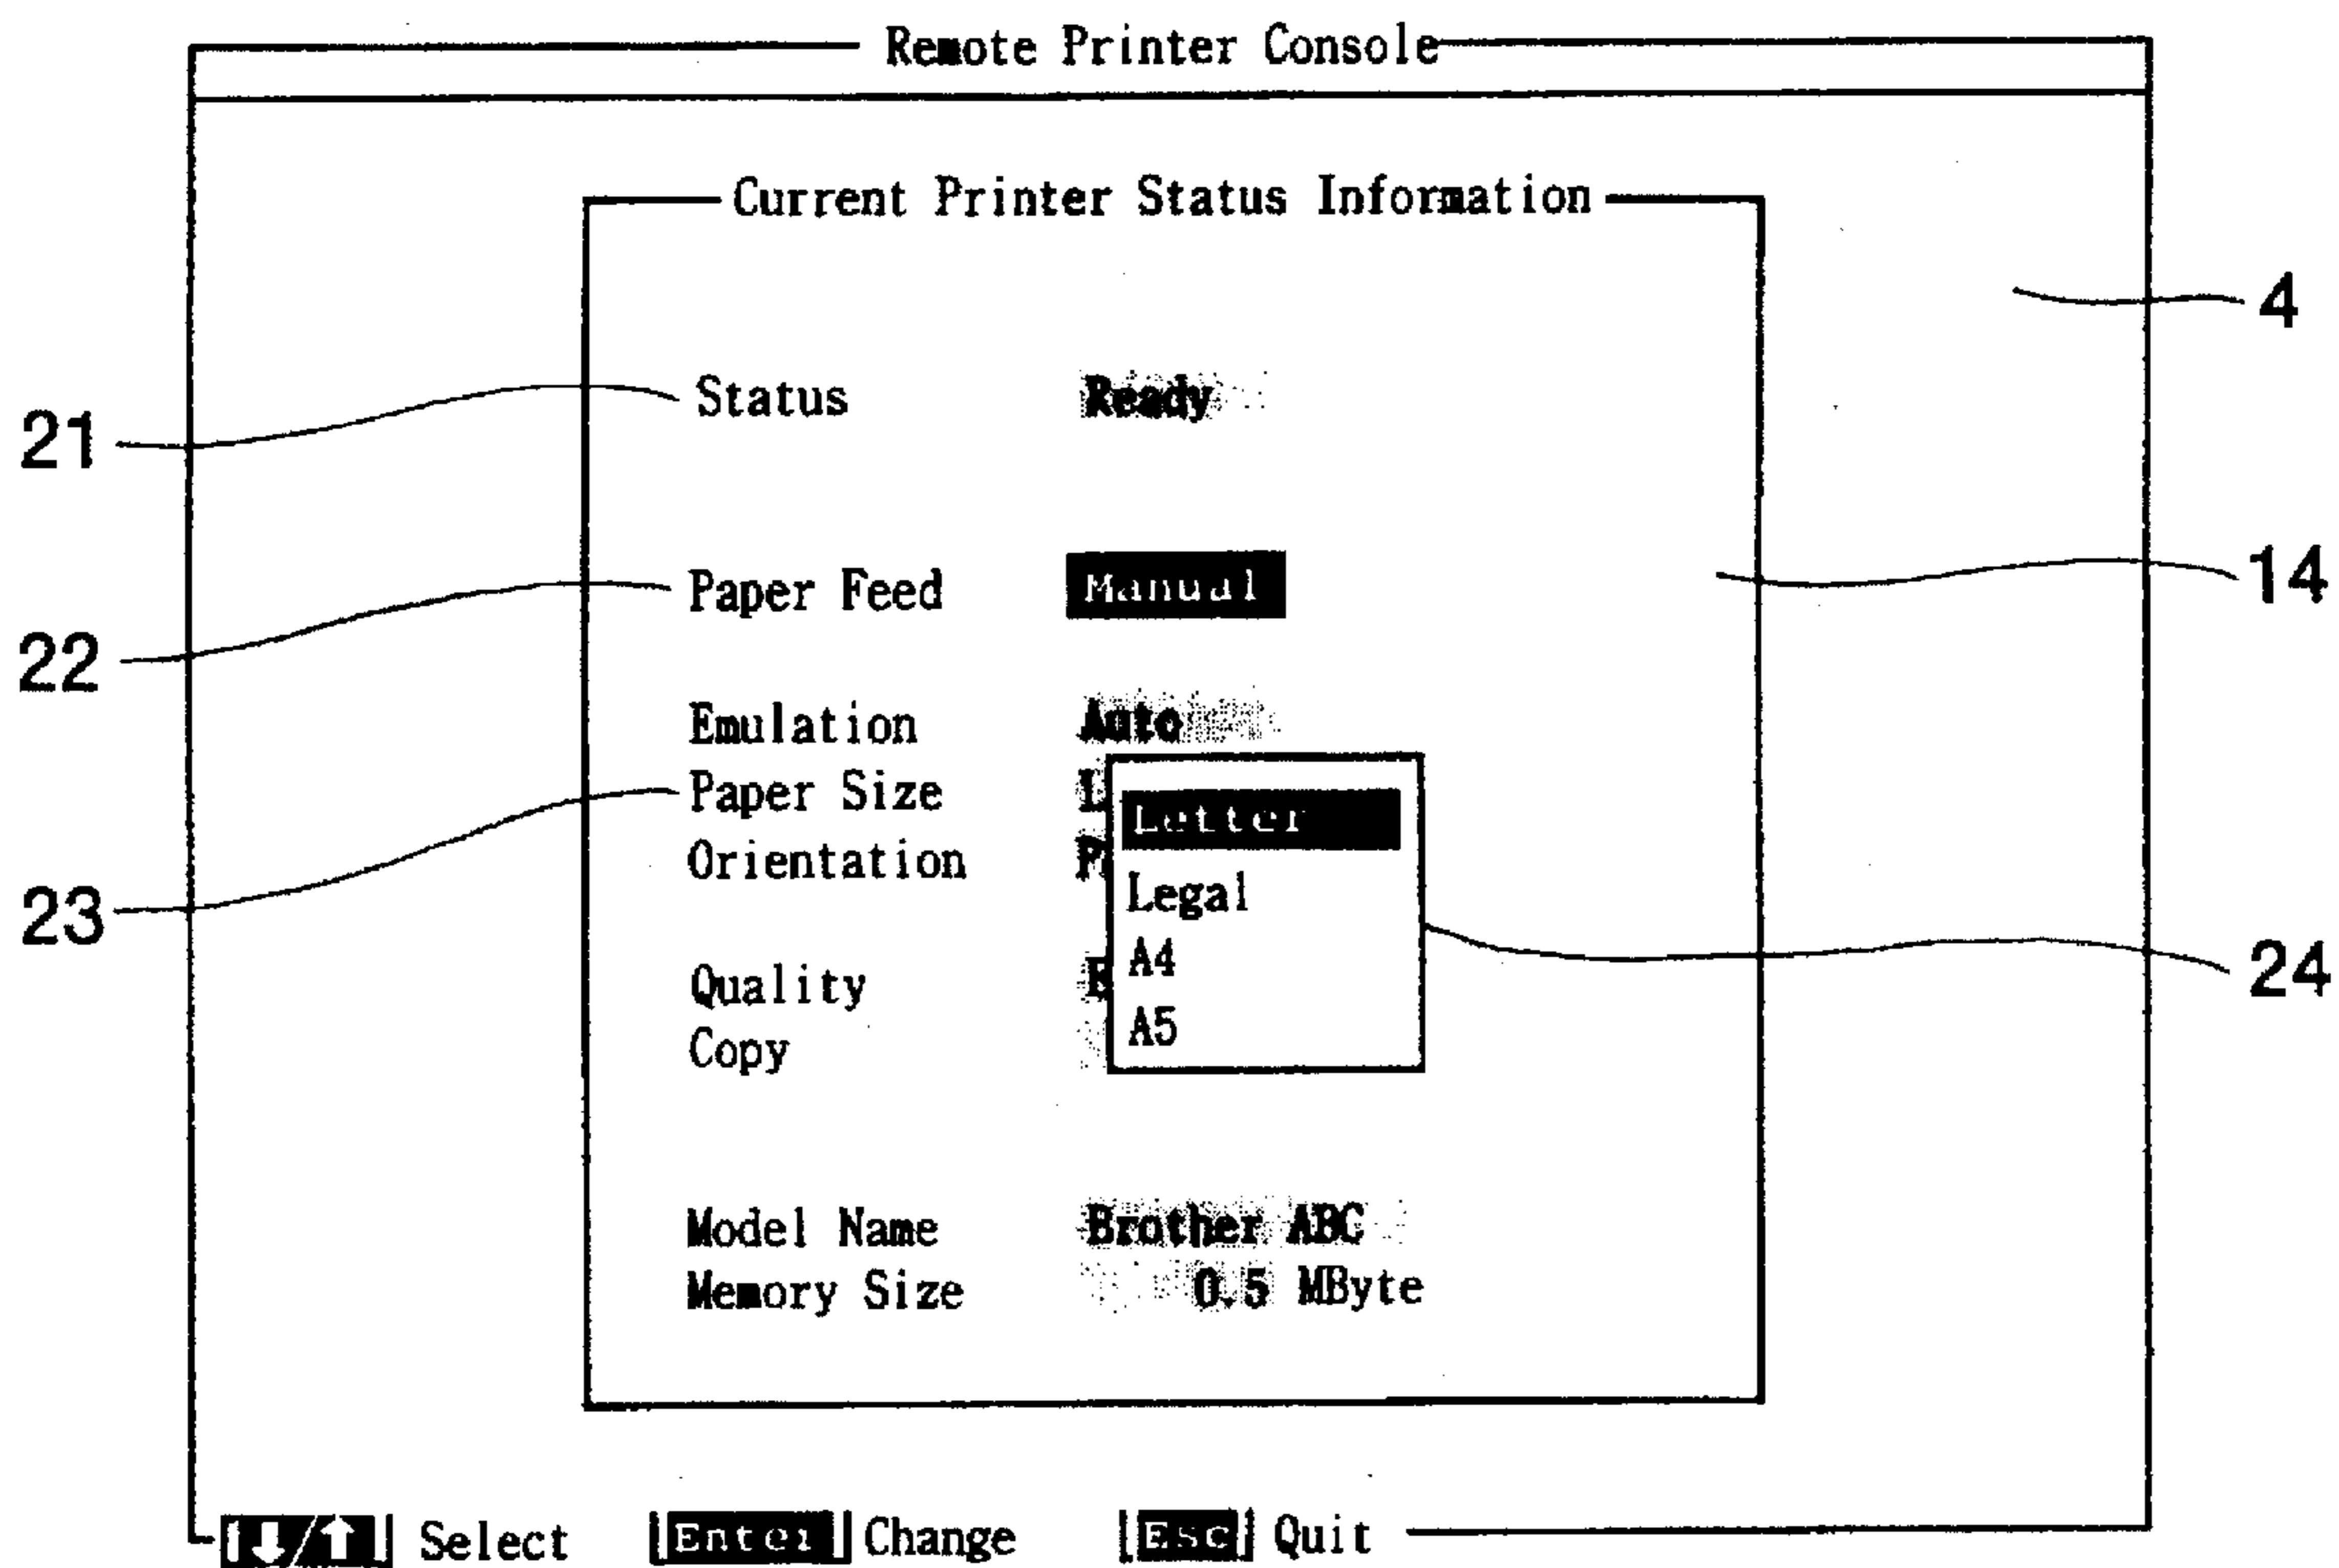 Remote Printer Console
Current Printer Status Information
4
21 Status Ready
22 Paper Feed Manual 14
Emulation Auto
23 Paper Size L
Letter
Orientation
Legal
24
A4
Quality
A5
Copy
Model Name Brother ABC
Memory Size 0.5 MByte
[↓/↑] Select [Enter] Change [Esc] Quit